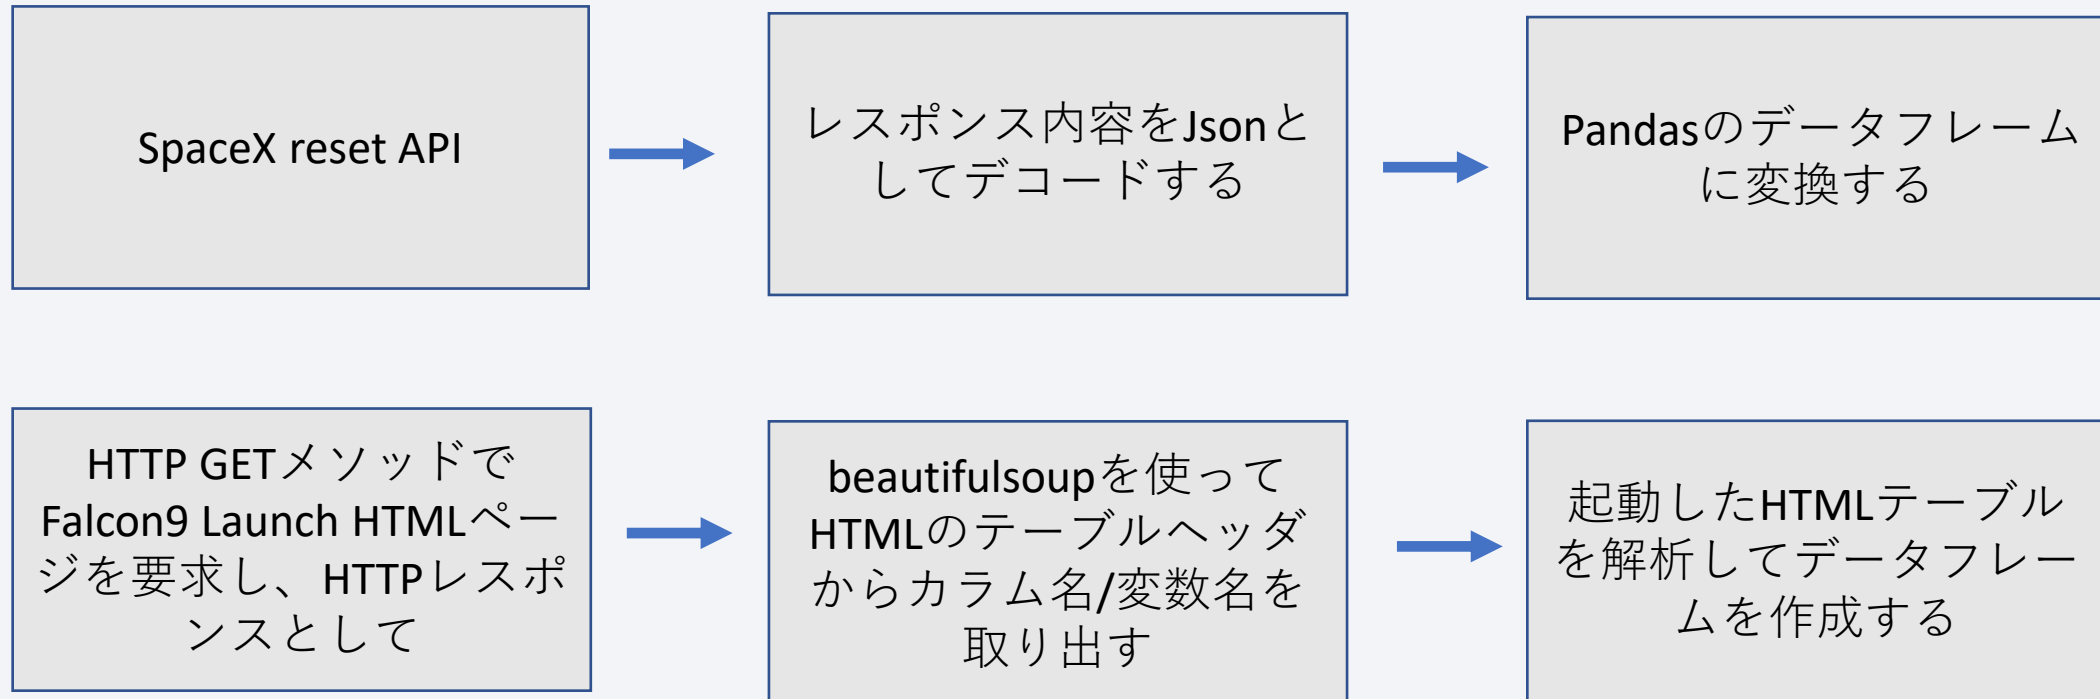 SpaceX reset API
レスポンス内容をJsonと
してデコードする
Pandasのデータフレーム
に変換する
HTTP GETメソッドで
Falcon9 Launch HTMLペー
ジを要求し、HTTPレスポ
ンスとして
beautifulsoupを使って
HTMLのテーブルヘッダ
からカラム名/変数名を
取り出す
起動したHTMLテーブル
を解析してデータフレー
ムを作成する